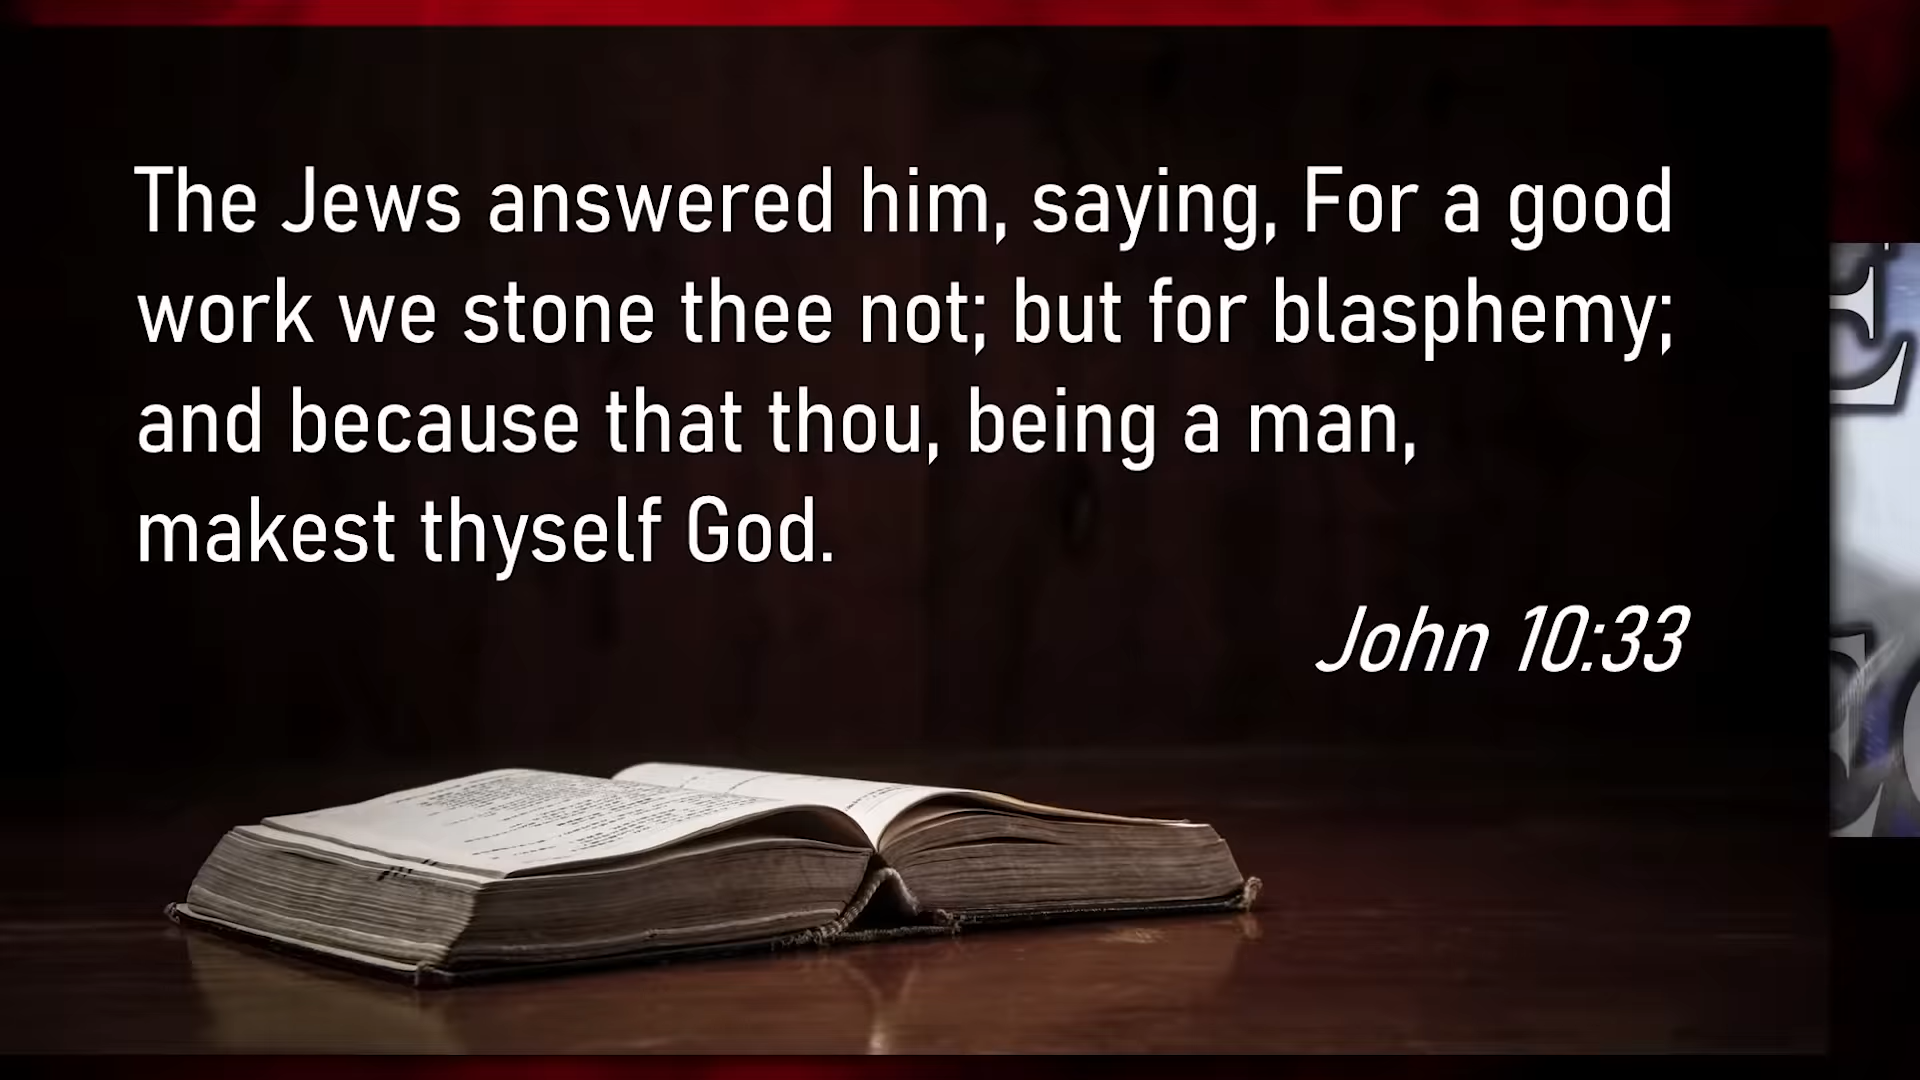 The Jews answered him, saying, For a good
work we stone thee not; but for blasphemy;
and because that thou, being a man,
makest thyself God.
John 10:33